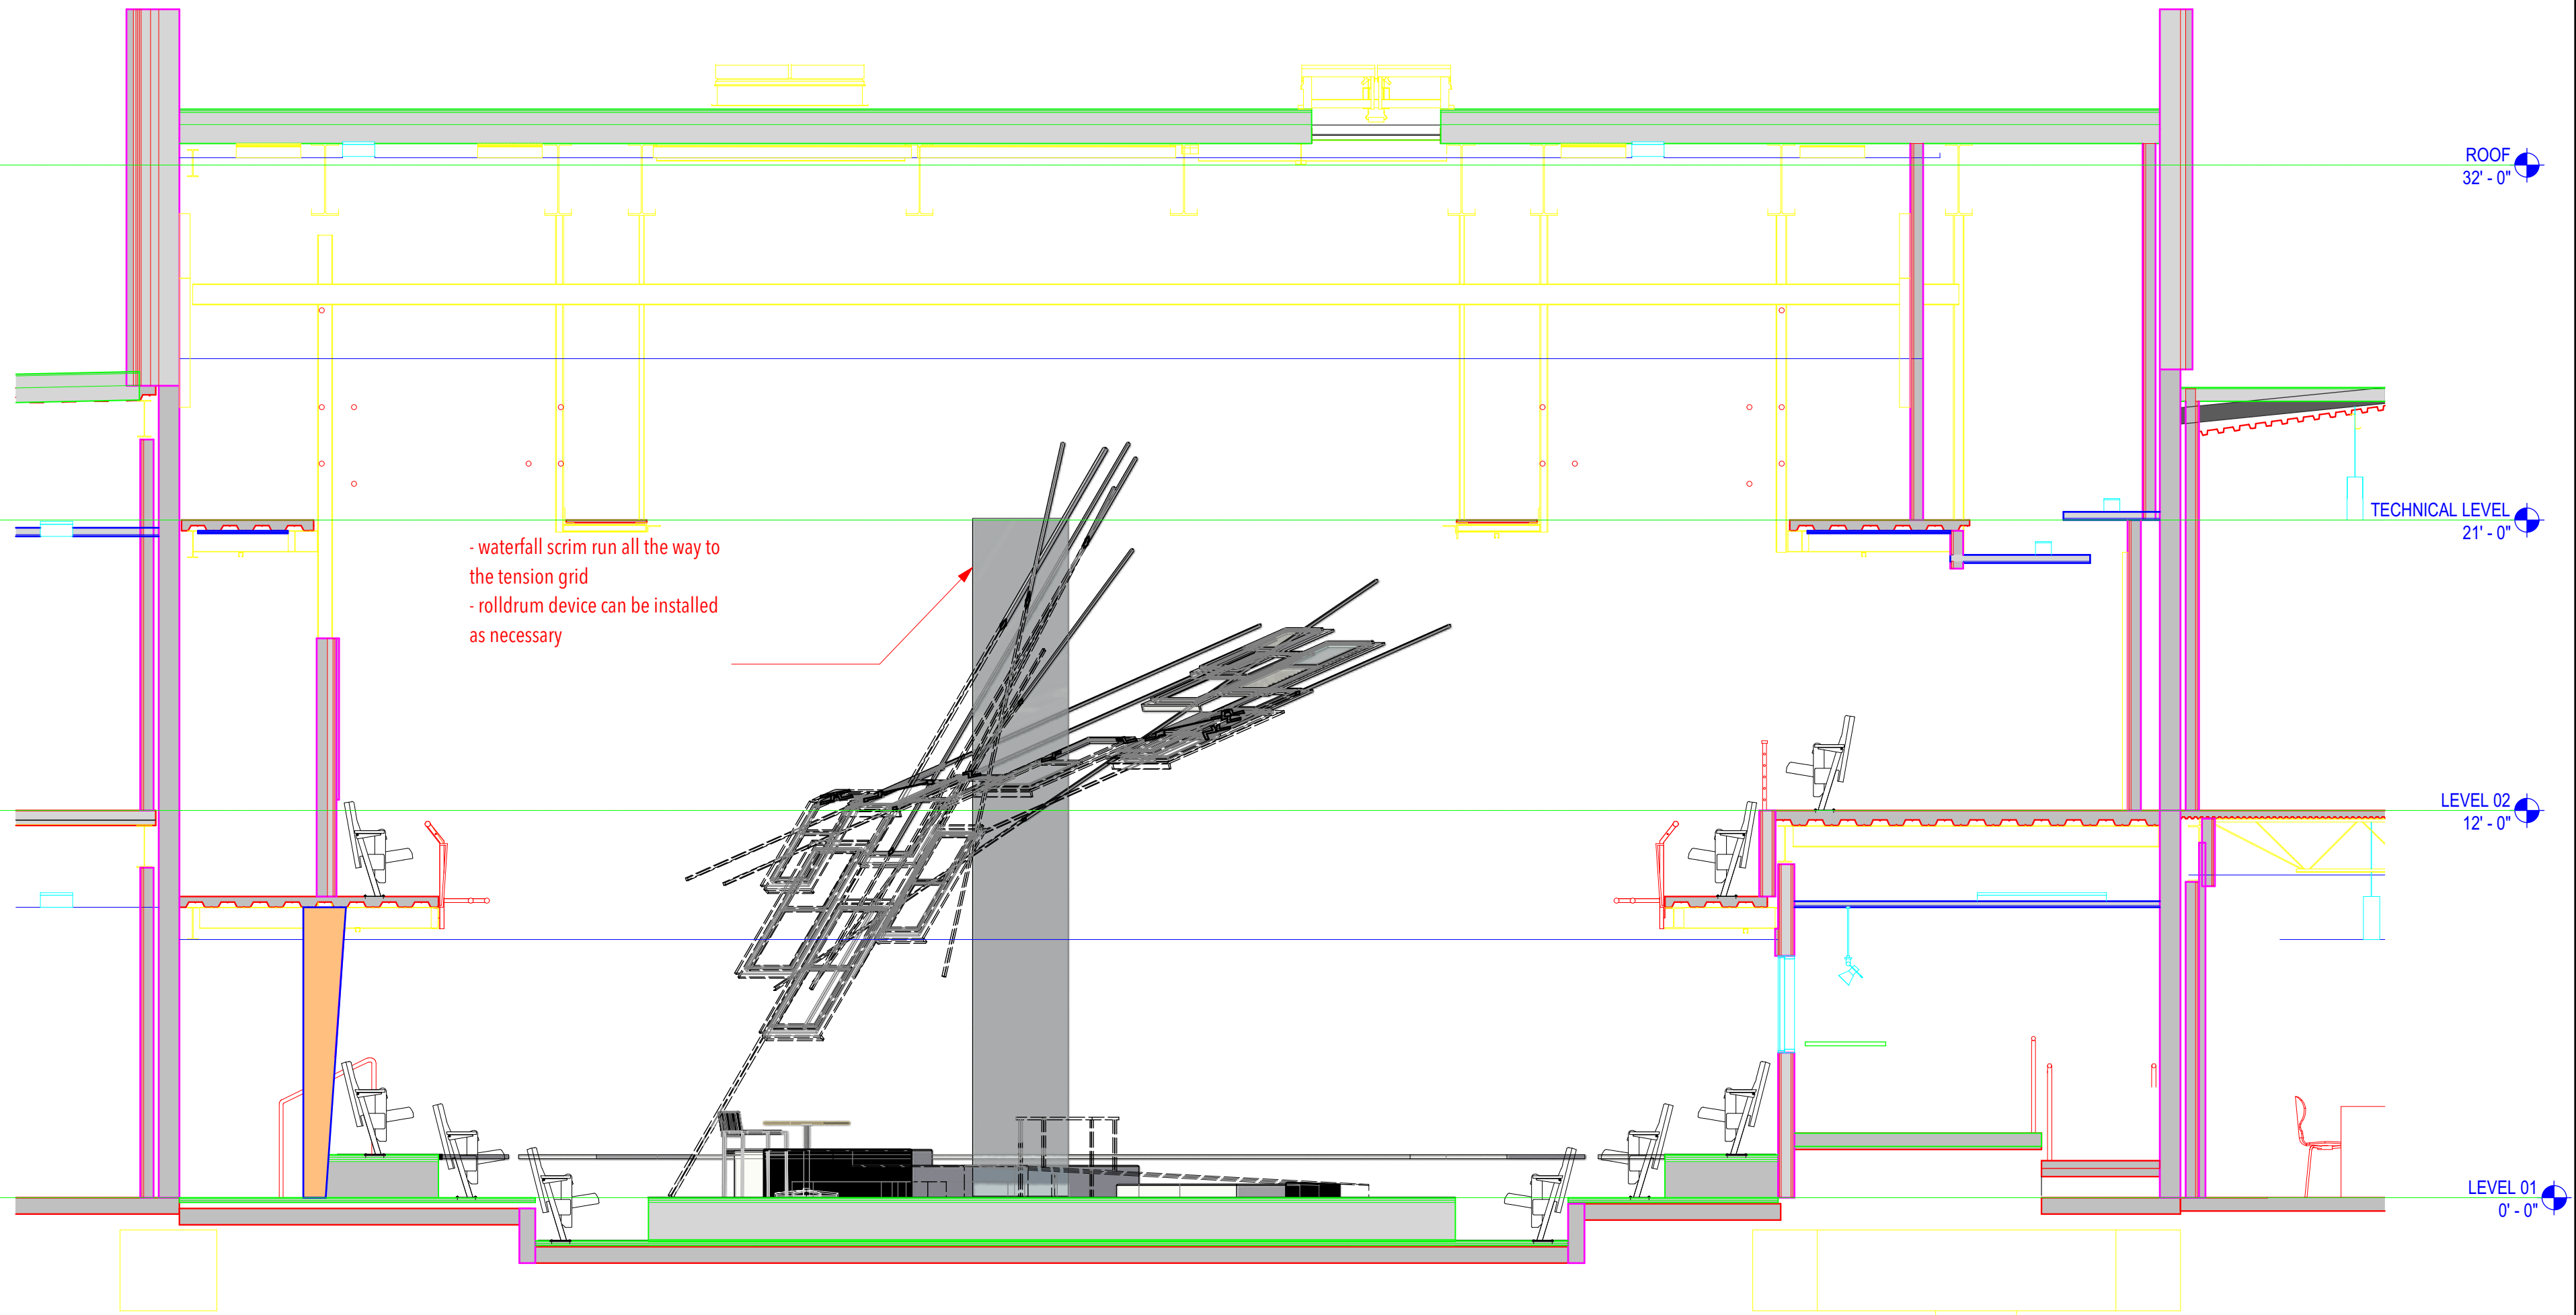 ROOF
32' - 0"
TECHNICAL LEVEL
21' - 0"
- waterfall scrim run all the way to
the tension grid
- rolldrum device can be installed
as necessary
LEVEL 02
12' - 0"
LEVEL 01
0' - 0"